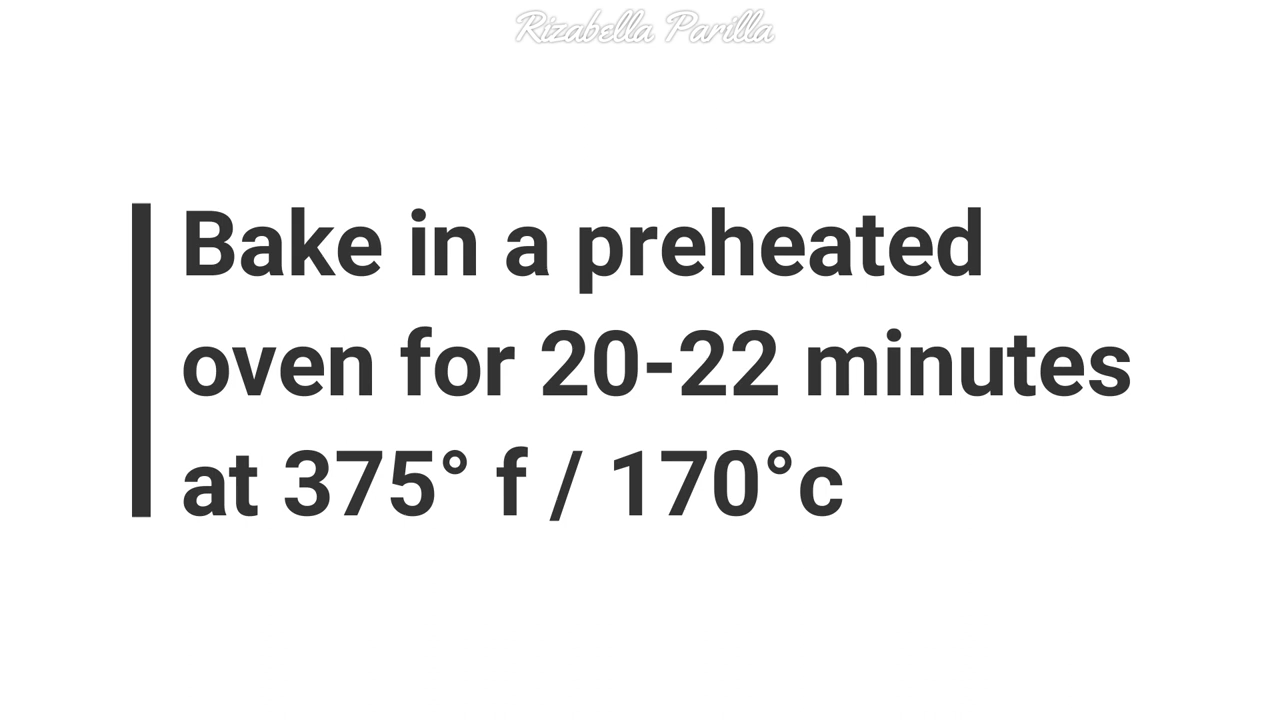 Rizabella Parilla
Bake in a preheated
oven for 20-22 minutes
at 375° f / 170°c